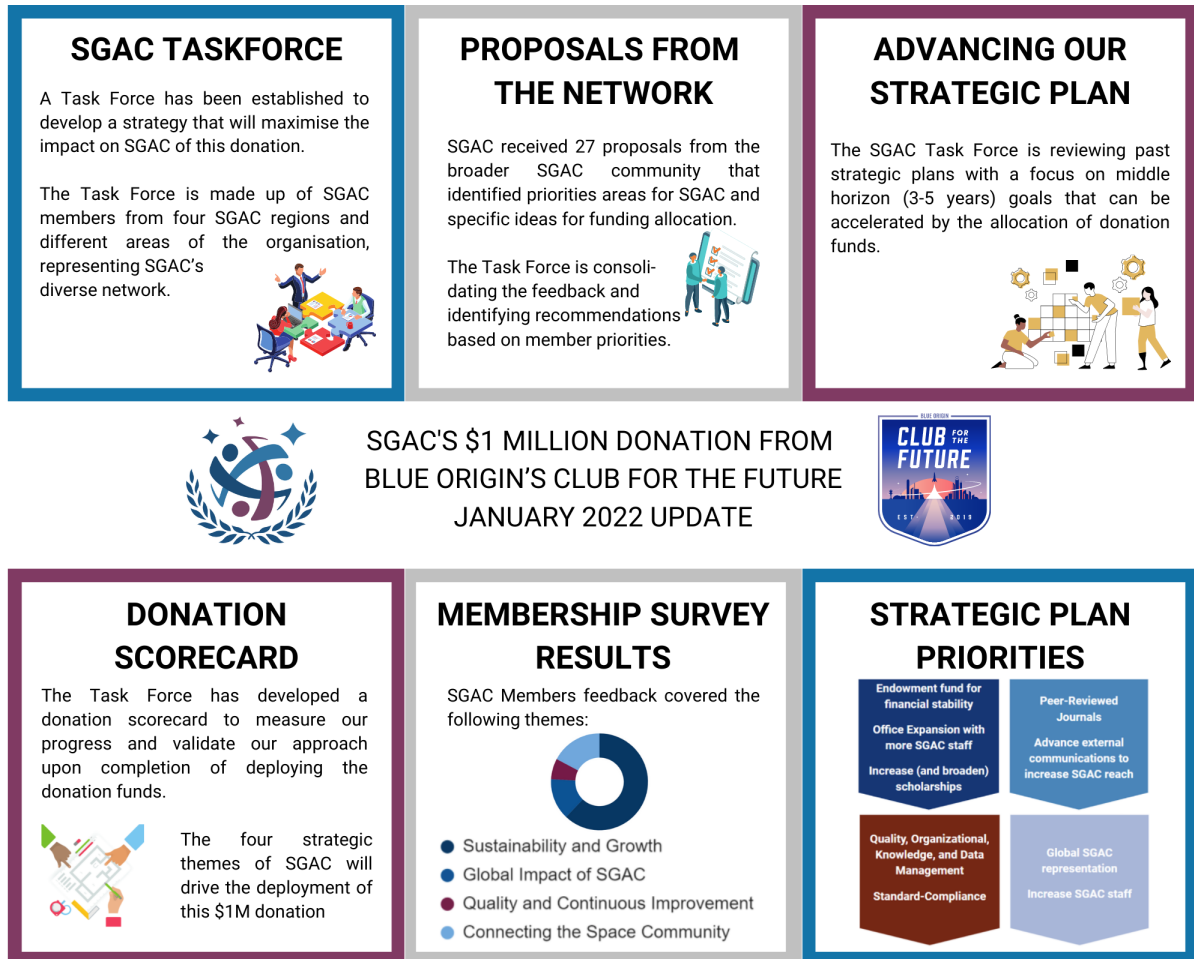 SGAC TASKFORCE
A Task Force has been established to
develop a strategy that will maximise the
impact on SGAC of this donation.
The Task Force is made up of SGAC
members from four SGAC regions and
different areas of the organisation,
representing SGAC's
diverse network.
PROPOSALS FROM
THE NETWORK
SGAC received 27 proposals from the
broader SGAC community that
identified priorities areas for SGAC and
specific ideas for funding allocation.
The Task Force is consoli-
dating the feedback and
identifying recommendations
based on member priorities.
ADVANCING OUR
STRATEGIC PLAN
The SGAC Task Force is reviewing past
strategic plans with a focus on middle
horizon (3-5 years) goals that can be
accelerated by the allocation of donation
funds.
SGAC'S $1 MILLION DONATION FROM
BLUE ORIGIN’S CLUB FOR THE FUTURE
JANUARY 2022 UPDATE
BLUE ORIGIN
CLUB FOR THE
FUTURE
EST. 2019
DONATION
SCORECARD
The Task Force has developed a
donation scorecard to measure our
progress and validate our approach
upon completion of deploying the
donation funds.
The four strategic
themes of SGAC will
drive the deployment of
this $1M donation
MEMBERSHIP SURVEY
RESULTS
SGAC Members feedback covered the
following themes:
Sustainability and Growth
Global Impact of SGAC
Quality and Continuous Improvement
Connecting the Space Community
STRATEGIC PLAN
PRIORITIES
Endowment fund for
financial stability
Office Expansion with
more SGAC staff
Increase (and broaden)
scholarships
Peer-Reviewed
Journals
Advance external
communications to
increase SGAC reach
Quality, Organizational,
Knowledge, and Data
Management
Standard-Compliance
Global SGAC
representation
Increase SGAC staff